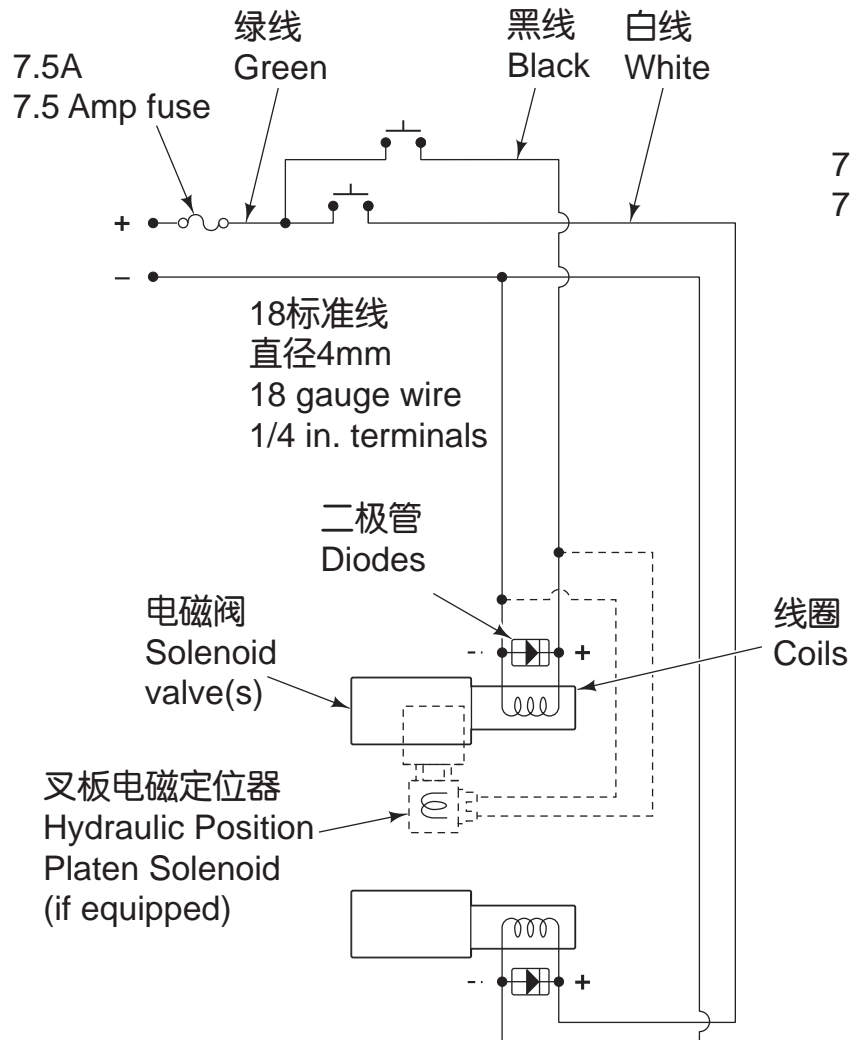 绿线
Green
黑线
Black
白线
White
7.5A
7.5 Amp fuse
7
7
+
–
18标准线
直径4mm
18 gauge wire
1/4 in. terminals
二极管
Diodes
电磁阀
Solenoid
valve(s)
线圈
Coils
- +
叉板电磁定位器
Hydraulic Position
Platen Solenoid
(if equipped)
- +